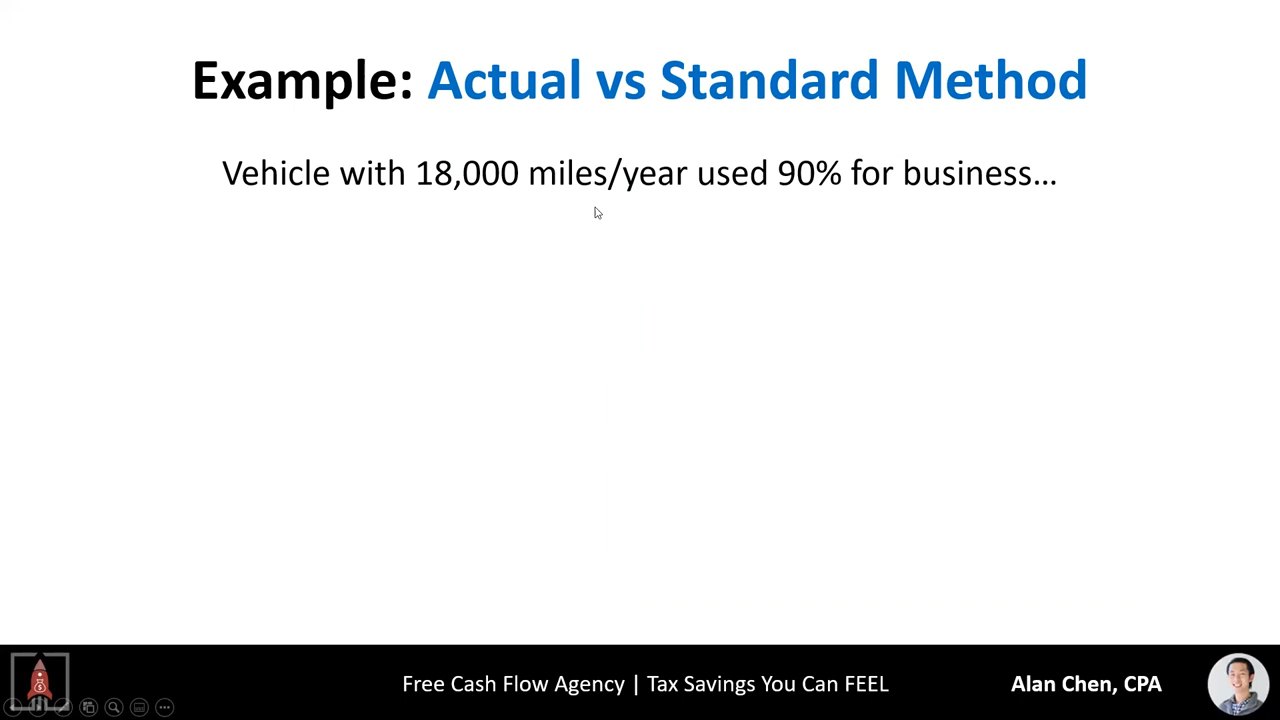 Example: Actual vs Standard Method
Vehicle with 18,000 miles/year used 90% for business...
Free Cash Flow Agency | Tax Savings You Can FEEL
Alan Chen, CPA